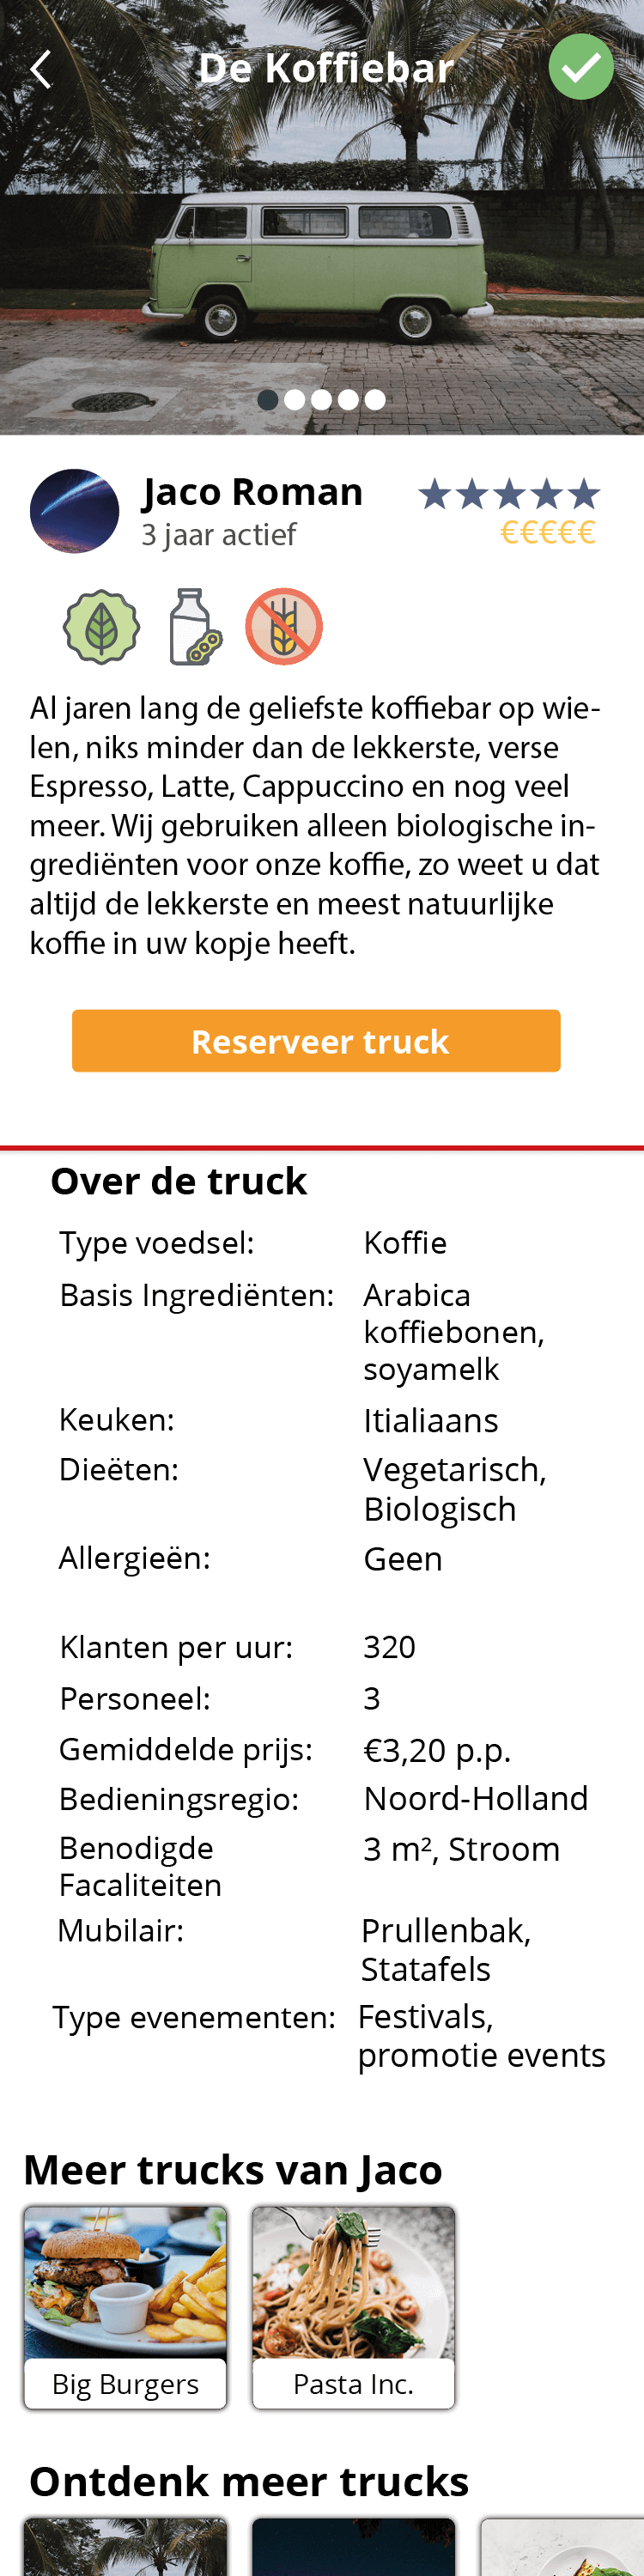 De Koffiebar
Jaco Roman
3 jaar actief
€€€€€
Al jaren lang de geliefste koffiebar op wie-
len, niks minder dan de lekkerste, verse
Espresso, Latte, Cappuccino en nog veel
meer. Wij gebruiken alleen biologische in-
grediënten voor onze koffie, zo weet u dat
altijd de lekkerste en meest natuurlijke
koffie in uw kopje heeft.
Reserveer truck
Over de truck
Type voedsel: Koffie
Basis Ingrediënten: Arabica
koffiebonen,
soyamelk
Keuken: Itialiaans
Dieëten: Vegetarisch,
Biologisch
Allergieën: Geen
Klanten per uur: 320
Personeel: 3
Gemiddelde prijs: €3,20 p.p.
Bedieningsregio: Noord-Holland
Benodigde 3 m², Stroom
Facaliteiten
Mubilair: Prullenbak,
Statafels
Type evenementen: Festivals,
promotie events
Meer trucks van Jaco
Big Burgers
Pasta Inc.
Ontdenk meer trucks